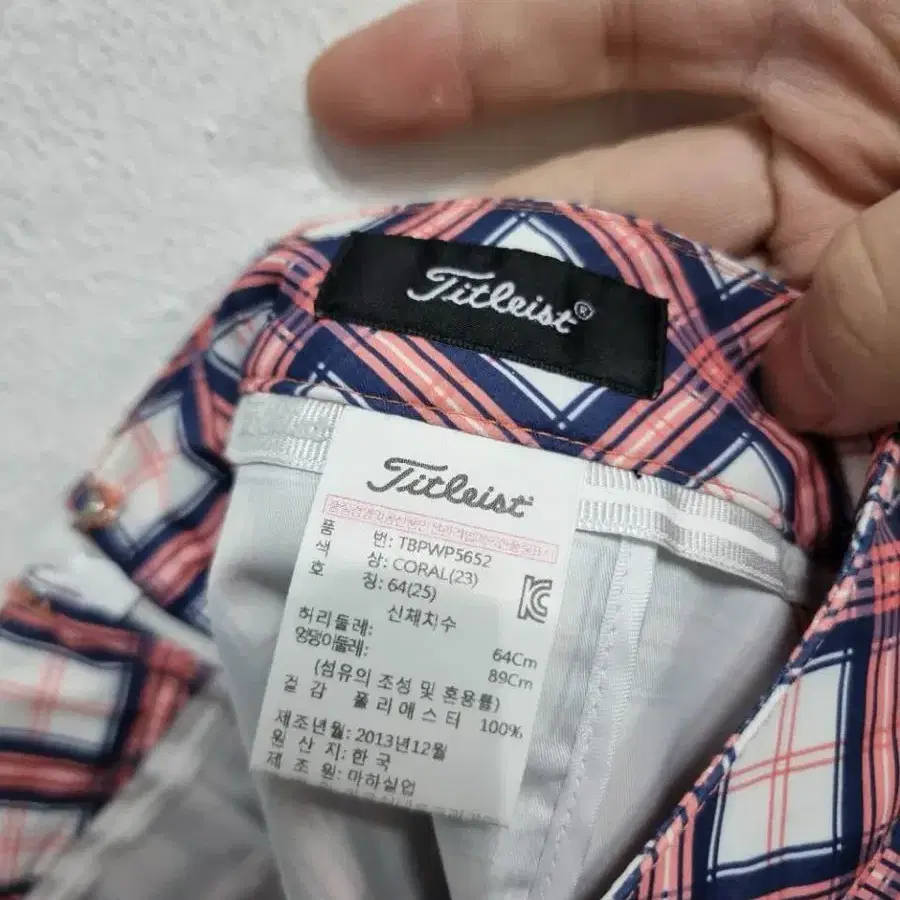 Titleist®
Titleist
품 번: TBPWP5652
색 상: CORAL(23)
호 칭: 64(25)
신체치수
허리둘레: 64Cm
엉덩이둘레: 89Cm
(섬유의 조성 및 혼용률)
겉 감 폴리에스터 100%
제조년월: 2013년12월
원 산 지: 한 국
제 조 원: 마하실업